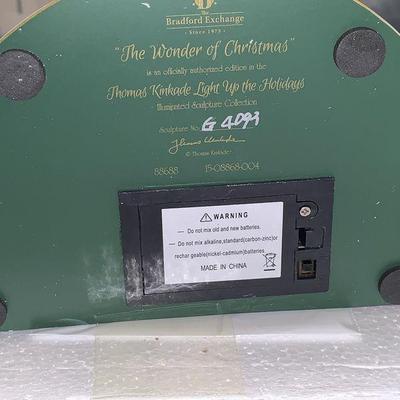 The
Bradford Exchange
- Since 1973 -
"The Wonder of Christmas"
is an officially authorized edition in the
Thomas Kinkade Light Up the Holidays
Illuminated Sculpture Collection
Sculpture No. G 4093
Thomas Kinkade
© Thomas Kinkade
88688 15-08868-004
⚠ WARNING
— Do not mix old and new batteries.
— Do not mix alkaline,standard(carbon-zinc)or
rechar geable(nickel-cadmium)batteries.
MADE IN CHINA